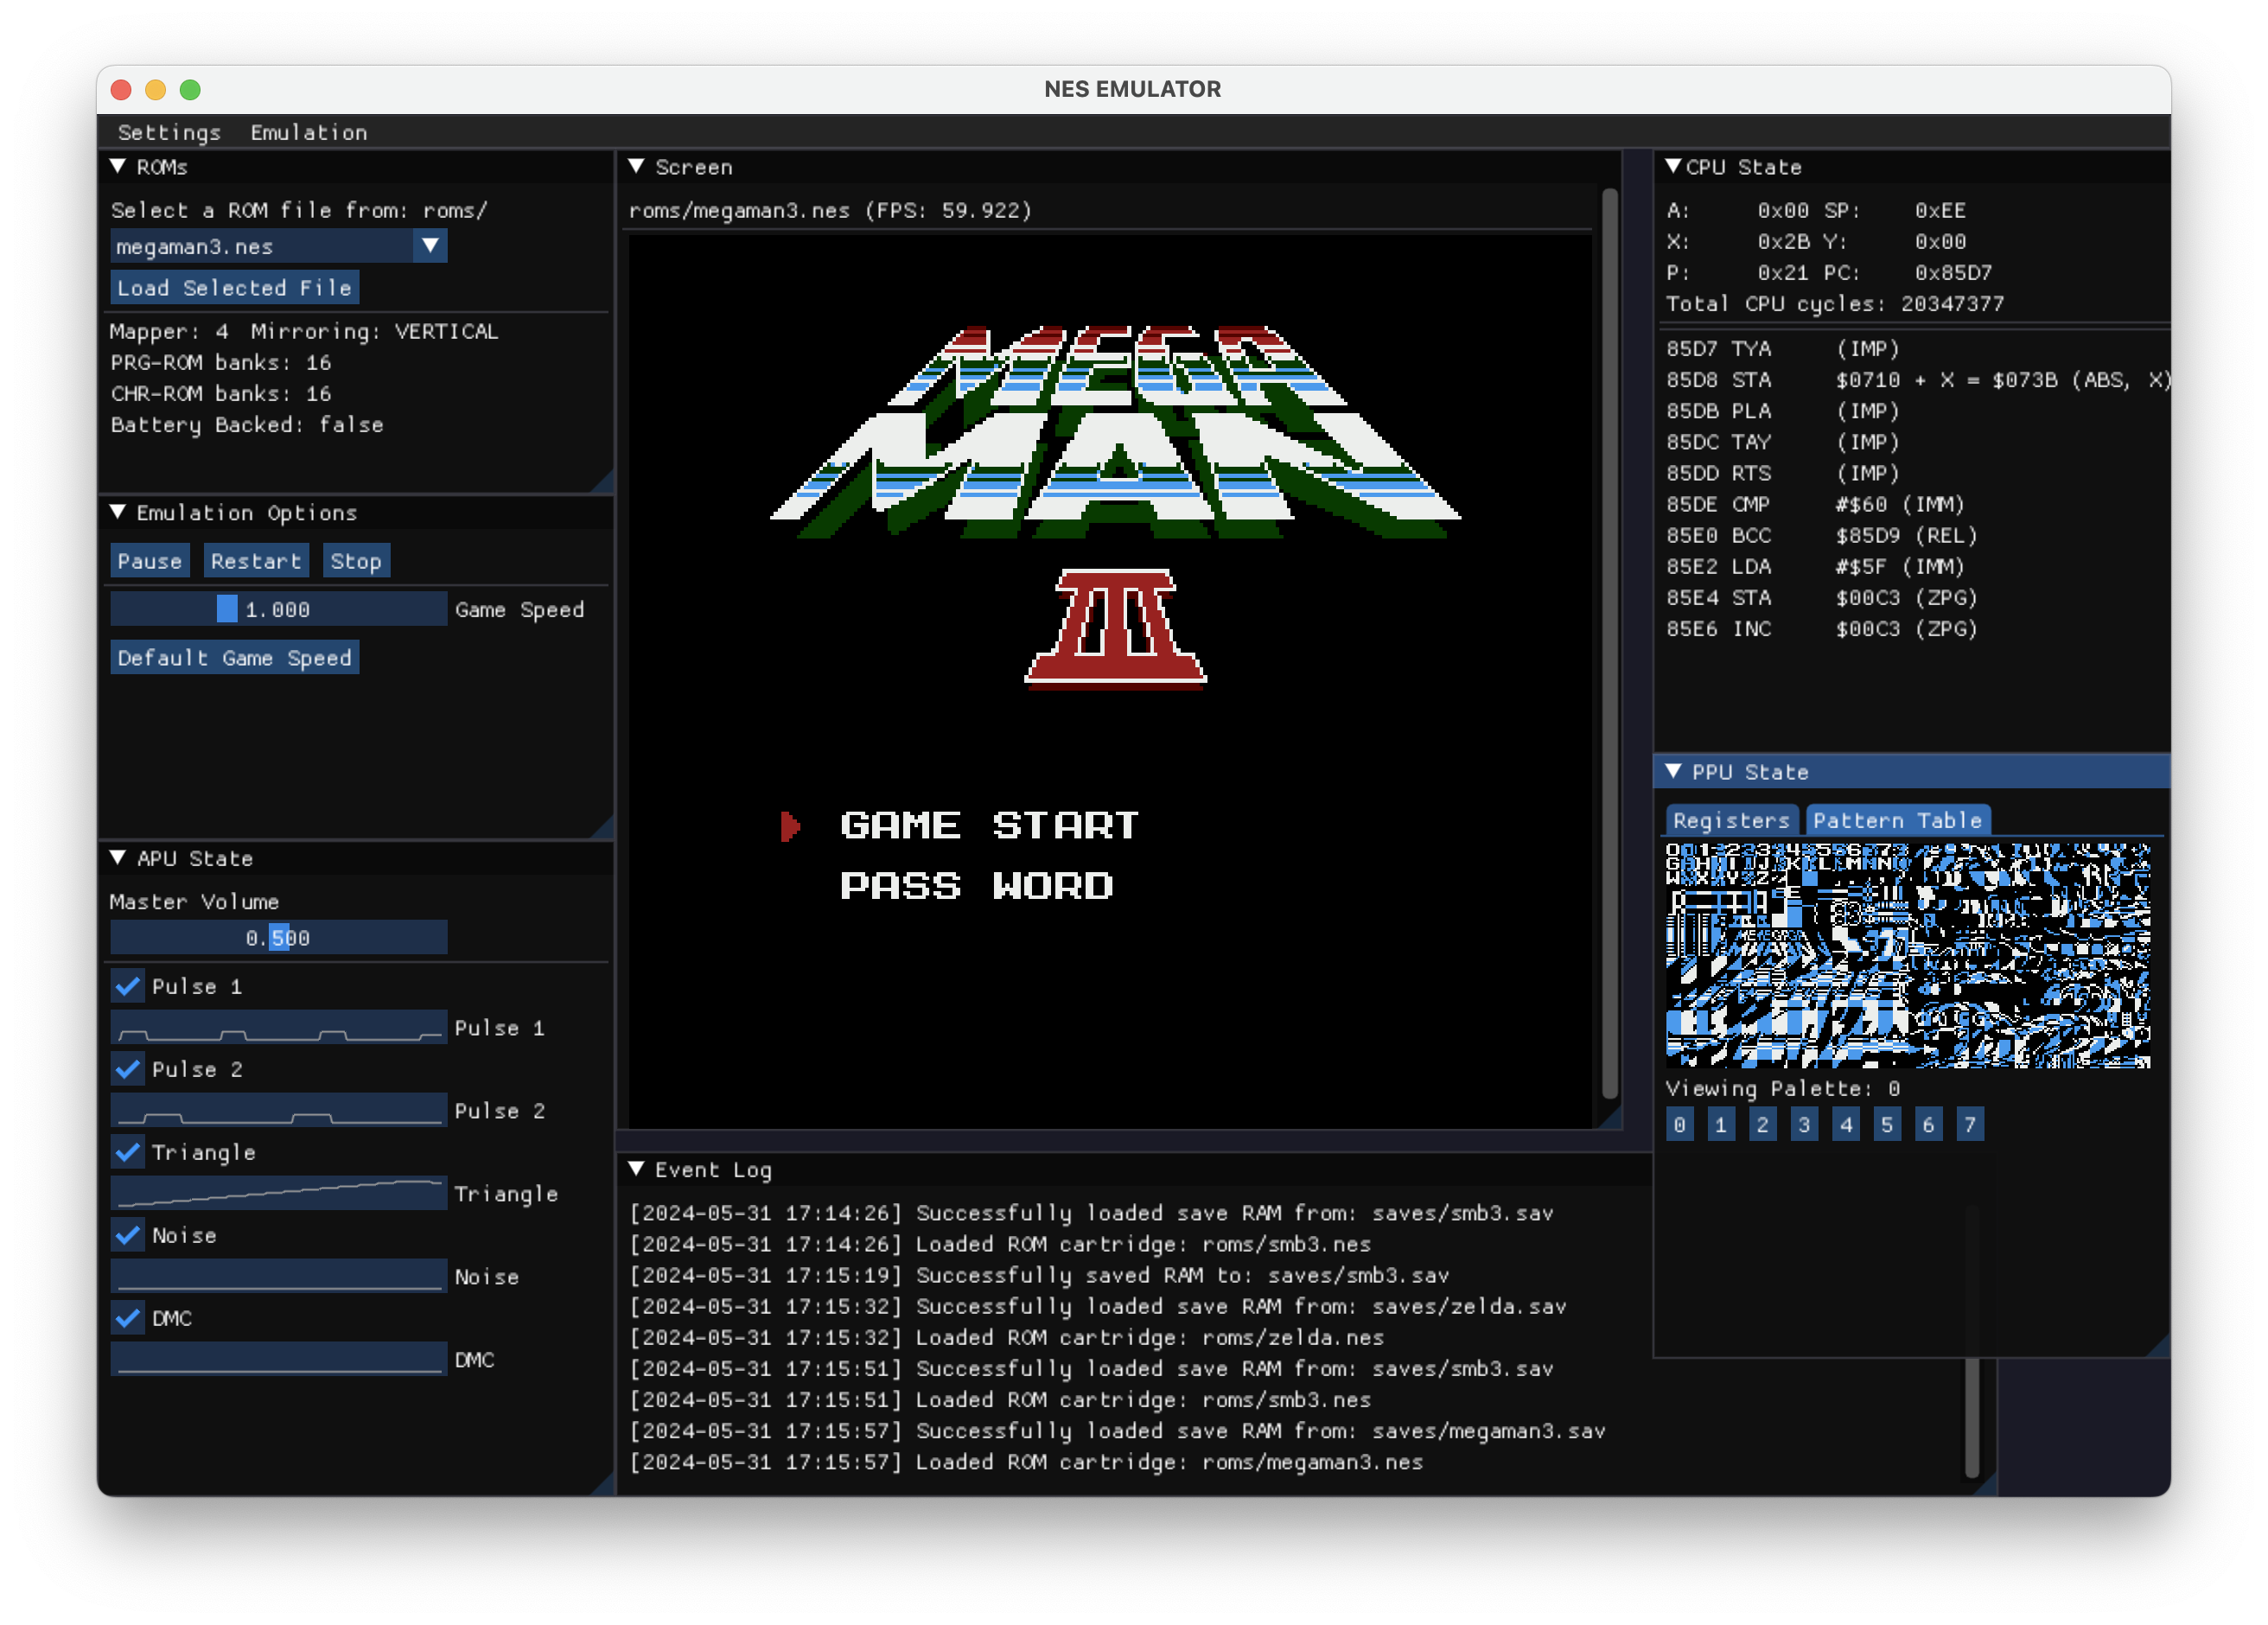 NES EMULATOR
Settings Emulation
ROMs
Select a ROM file from: roms/
megaman3.nes
Load Selected File
Mapper: 4 Mirroring: VERTICAL
PRG-ROM banks: 16
CHR-ROM banks: 16
Battery Backed: false
Emulation Options
Pause Restart Stop
1.000 Game Speed
Default Game Speed
APU State
Master Volume
0.500
Pulse 1
Pulse 1
Pulse 2
Pulse 2
Triangle
Triangle
Noise
Noise
DMC
DMC
Screen
roms/megaman3.nes (FPS: 59.922)
MEGA
MAN
III
GAME START
PASS WORD
Event Log
[2024-05-31 17:14:26] Successfully loaded save RAM from: saves/smb3.sav
[2024-05-31 17:14:26] Loaded ROM cartridge: roms/smb3.nes
[2024-05-31 17:15:19] Successfully saved RAM to: saves/smb3.sav
[2024-05-31 17:15:32] Successfully loaded save RAM from: saves/zelda.sav
[2024-05-31 17:15:32] Loaded ROM cartridge: roms/zelda.nes
[2024-05-31 17:15:51] Successfully loaded save RAM from: saves/smb3.sav
[2024-05-31 17:15:51] Loaded ROM cartridge: roms/smb3.nes
[2024-05-31 17:15:57] Successfully loaded save RAM from: saves/megaman3.sav
[2024-05-31 17:15:57] Loaded ROM cartridge: roms/megaman3.nes
CPU State
A: 0x00 SP: 0xEE
X: 0x2B Y: 0x00
P: 0x21 PC: 0x85D7
Total CPU cycles: 20347377
85D7 TYA (IMP)
85D8 STA $0710 + X = $073B (ABS, X)
85DB PLA (IMP)
85DC TAY (IMP)
85DD RTS (IMP)
85DE CMP #$60 (IMM)
85E0 BCC $85D9 (REL)
85E2 LDA #$5F (IMM)
85E4 STA $00C3 (ZPG)
85E6 INC $00C3 (ZPG)
PPU State
Registers Pattern Table
Viewing Palette: 0
0 1 2 3 4 5 6 7